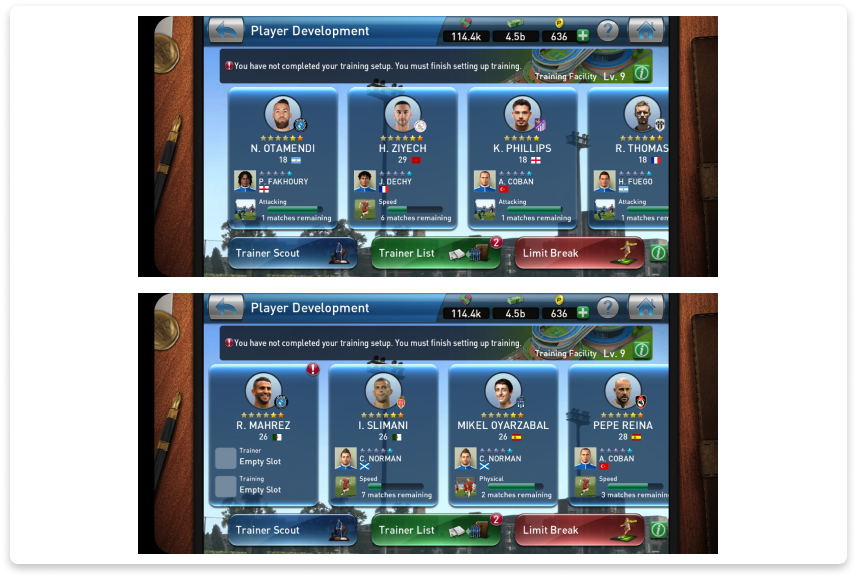 Player Development
114.4k
4.5b
636
?
You have not completed your training setup. You must finish setting up training.
Training Facility Lv. 9
N. OTAMENDI
18
P. FAKHOURY
Attacking
1 matches remaining
H. ZIYECH
29
J. DECHY
Speed
6 matches remaining
K. PHILLIPS
18
A. COBAN
Attacking
1 matches remaining
R. THOMAS
18
H. FUEGO
Attacking
1 matches rem
Trainer Scout
Trainer List
2
Limit Break
Player Development
114.4k
4.5b
636
?
You have not completed your training setup. You must finish setting up training.
Training Facility Lv. 9
R. MAHREZ
26
Trainer
Empty Slot
Training
Empty Slot
I. SLIMANI
26
C. NORMAN
Speed
7 matches remaining
MIKEL OYARZABAL
26
C. NORMAN
Physical
2 matches remaining
PEPE REINA
28
A. COBAN
Speed
3 matches remaining
Trainer Scout
Trainer List
2
Limit Break